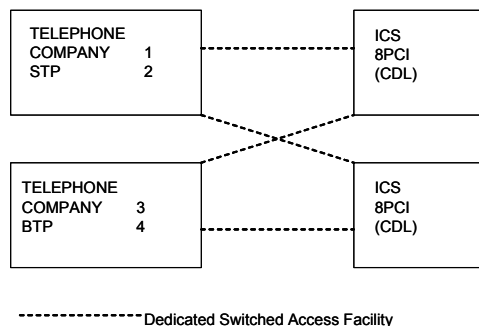 TELEPHONE
COMPANY 1
STP 2
ICS
8PCI
(CDL)
TELEPHONE
COMPANY 3
BTP 4
ICS
8PCI
(CDL)
Dedicated Switched Access Facility